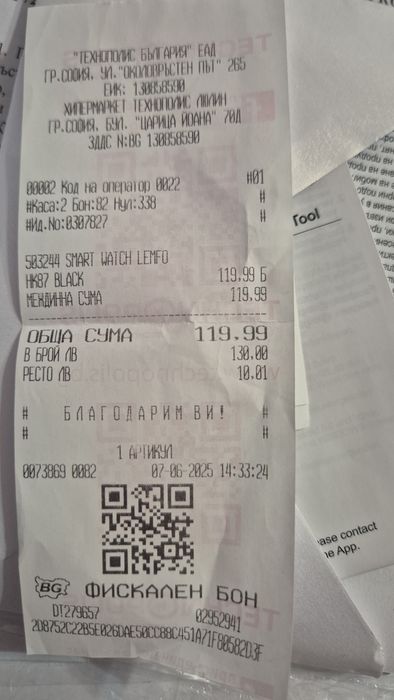 "ТЕХНОПОЛИС БЪЛГАРИЯ" ЕАД
ГР.СОФИЯ, УЛ."ОКОЛОВРЪСТЕН ПЪТ" 265
ЕИК: 130858590
ХИПЕРМАРКЕТ ТЕХНОПОЛИС ЛЮЛИН
ГР.СОФИЯ, БУЛ. "ЦАРИЦА ЙОАНА" 70Д
ЗДДС N:BG 130858590
00002 Код на оператор 0022 #01
#Каса:2 Бон:82 Нул:338 #
#Ид.No:0307827 #
503244 SMART WATCH LEMFO
HK87 BLACK 119.99 Б
МЕЖДИННА СУМА 119.99
ОБЩА СУМА 119.99
В БРОЙ ЛВ 130.00
РЕСТО ЛВ 10.01
# БЛАГОДАРИМ ВИ! #
# #
1 АРТИКУЛ
0073869 0082 07-06-2025 14:33:24
BG ФИСКАЛЕН БОН
DT279657 02952941
2D8752C22B5E026DAE50CC88C451A71F80582D3F
Tool
ase contact
e App.